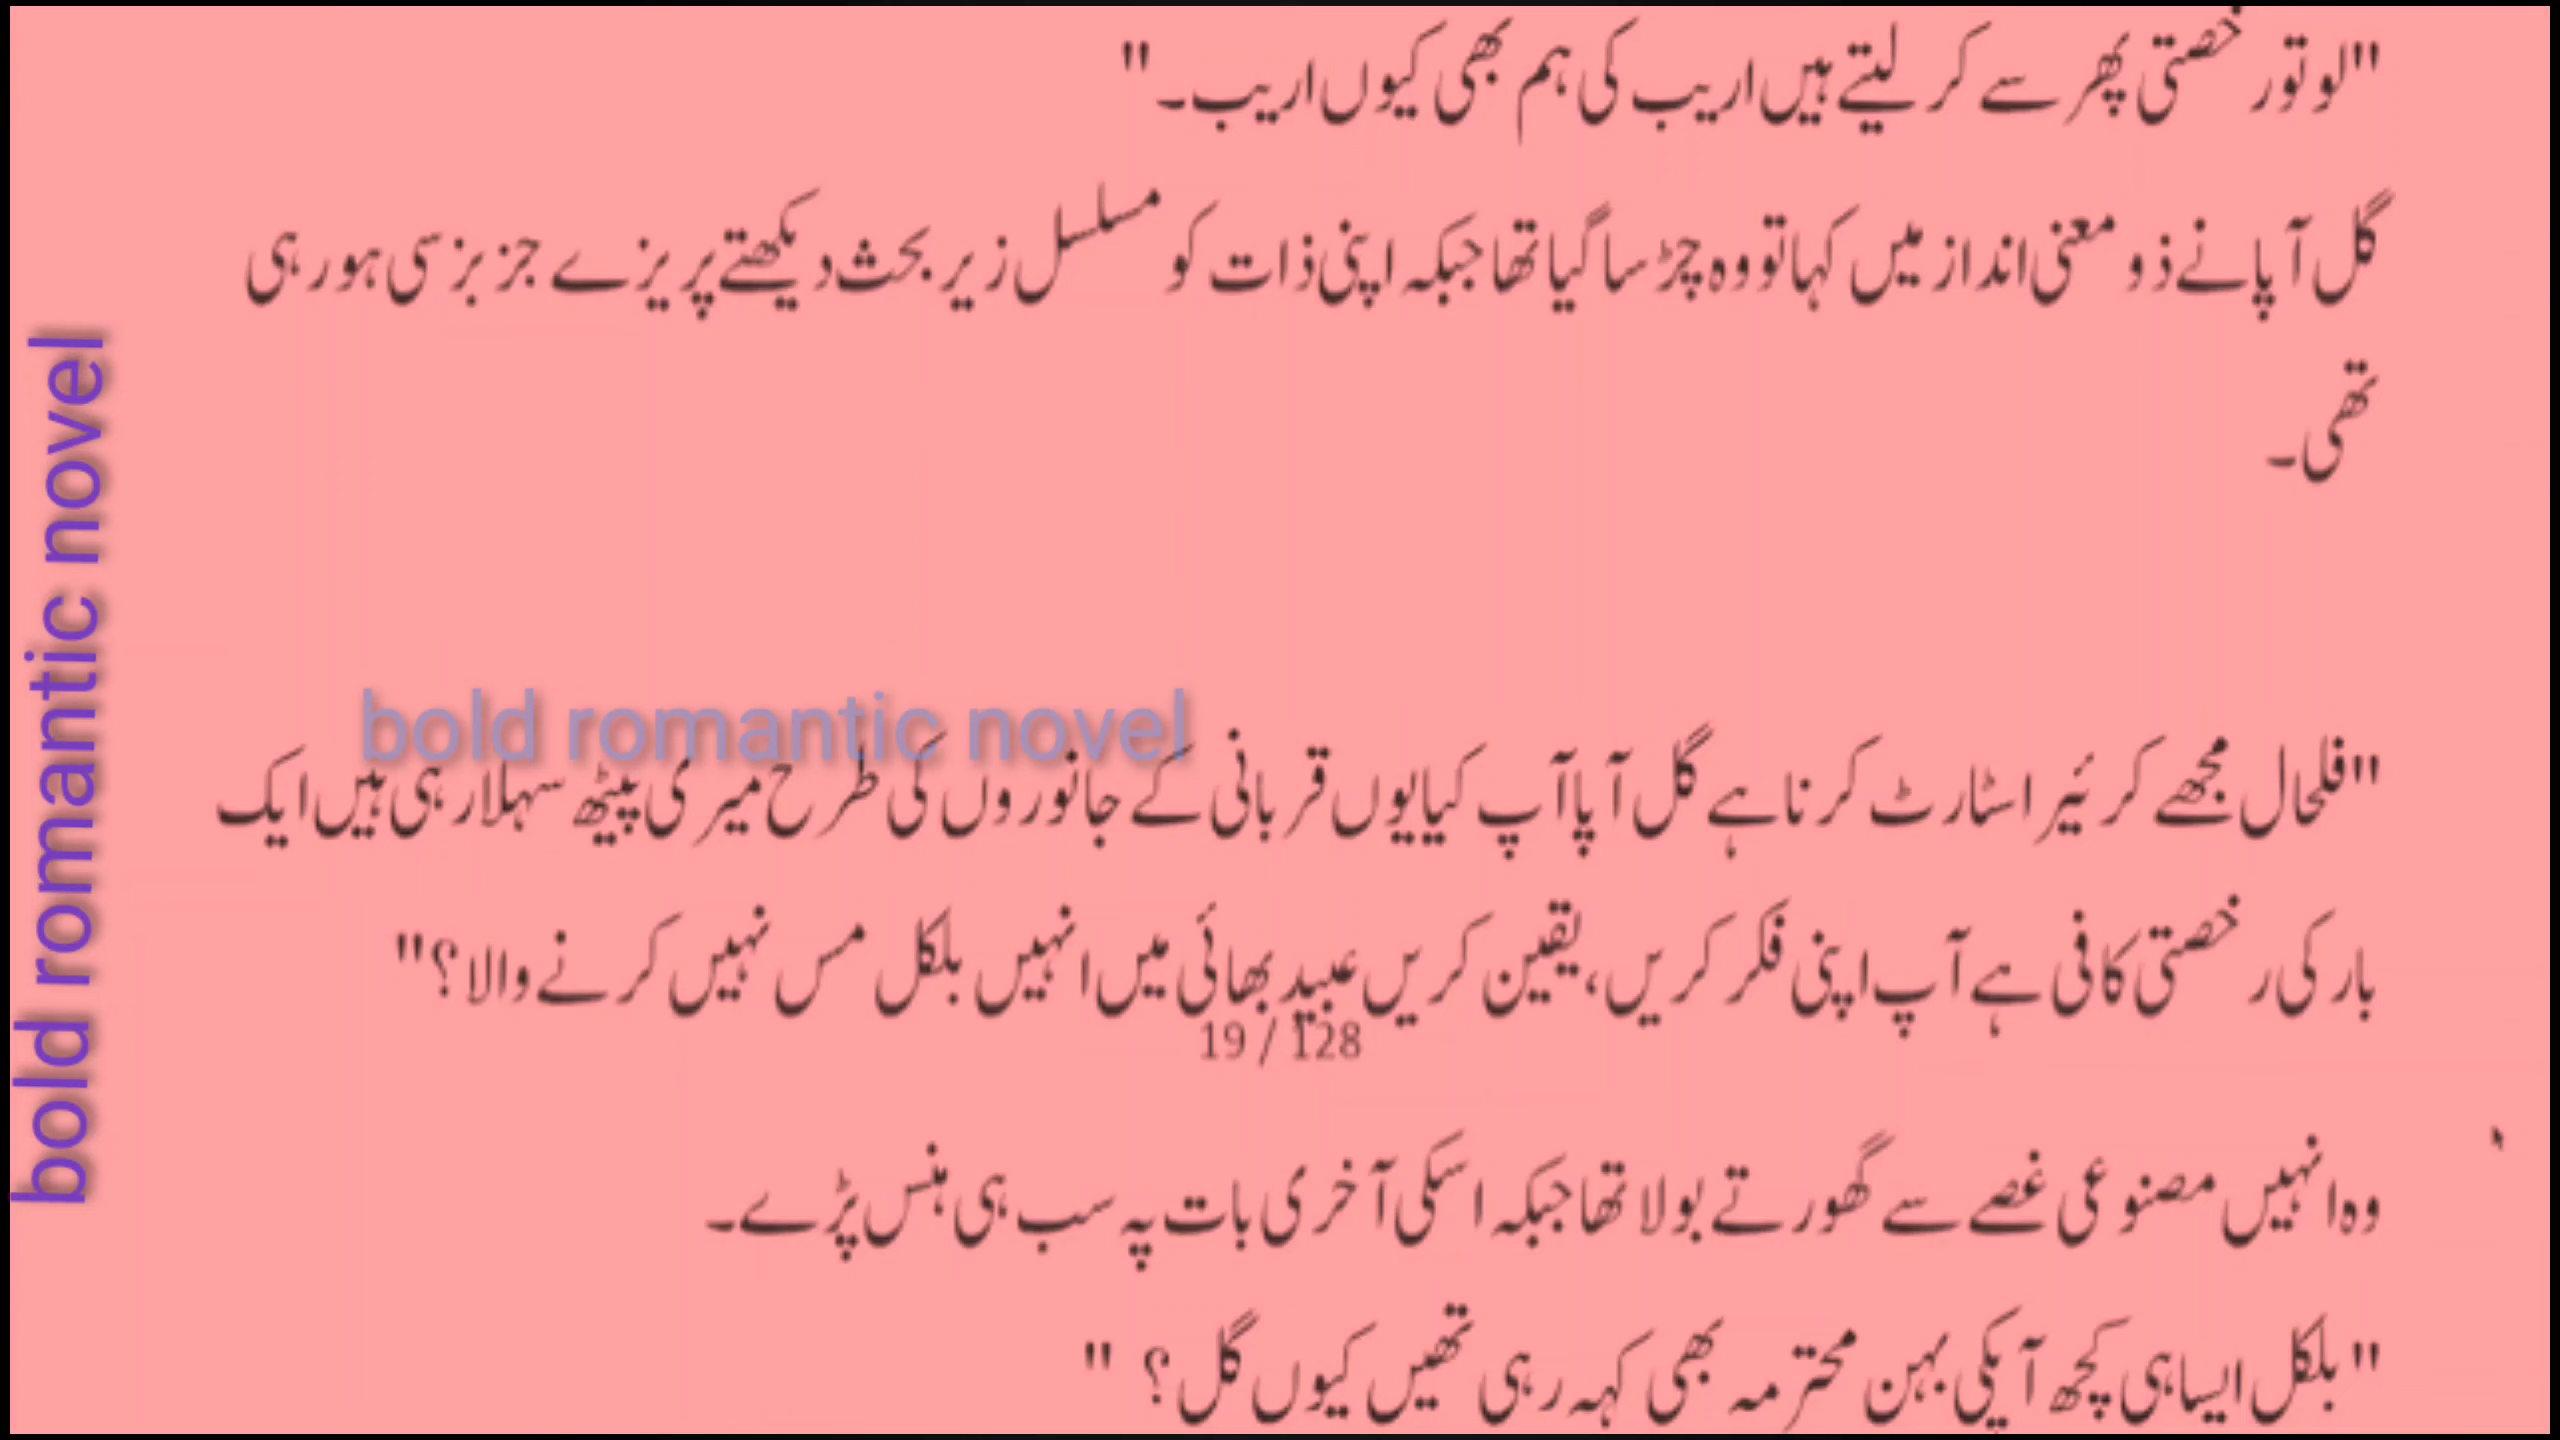 "لو تو رخصتی پھر سے کر لیتے ہیں اریب کی ہم بھی کیوں اریب۔"
گل آپا نے ذو معنی انداز میں کہا تو وہ چڑ سا گیا تھا جبکہ اپنی ذات کو مسلسل زیر بحث دیکھتے پریزے جز بز سی ہو رہی
تھی۔
bold romantic novel
"فلحال مجھے کرئیر اسٹارٹ کرنا ہے گل آپا آپ کیا یوں قربانی کے جانوروں کی طرح میری پیٹھ سہلا رہی ہیں ایک
بار کی رخصتی کافی ہے آپ اپنی فکر کریں، یقین کریں عبید بھائی میں انہیں بلکل مس نہیں کرنے والا؟"
19 / 128
وہ انہیں مصنوعی غصے سے گھورتے بولا تھا جبکہ اسکی آخری بات پہ سب ہی ہنس پڑے۔
"بلکل ایسا ہی کچھ آپکی بہن محترمہ بھی کہہ رہی تھیں کیوں گل؟ "
bold romantic novel